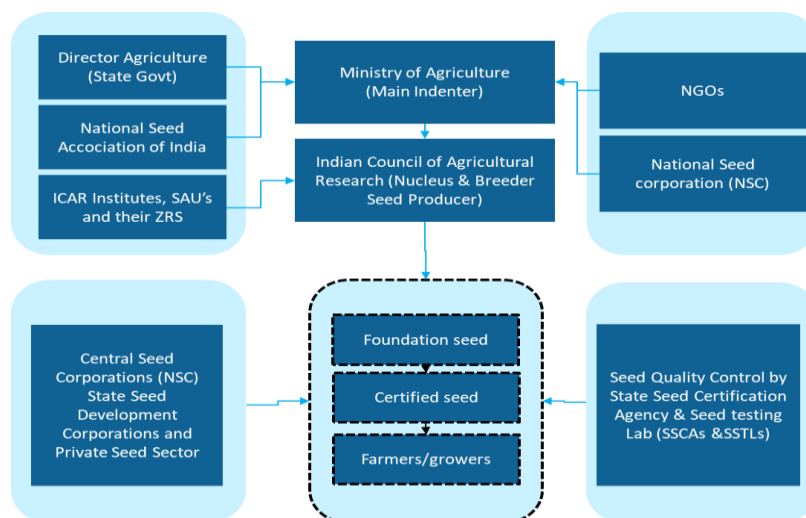 Director Agriculture
(State Govt)
National Seed
Accociation of India
ICAR Institutes, SAU's
and their ZRS
Ministry of Agriculture
(Main Indenter)
Indian Council of Agricultural
Research (Nucleus & Breeder
Seed Producer)
NGOs
National Seed
corporation (NSC)
Central Seed
Corporations (NSC)
State Seed
Development
Corporations and
Private Seed Sector
Foundation seed
Certified seed
Farmers/growers
Seed Quality Control by
State Seed Certification
Agency & Seed testing
Lab (SSCAs &SSTLs)